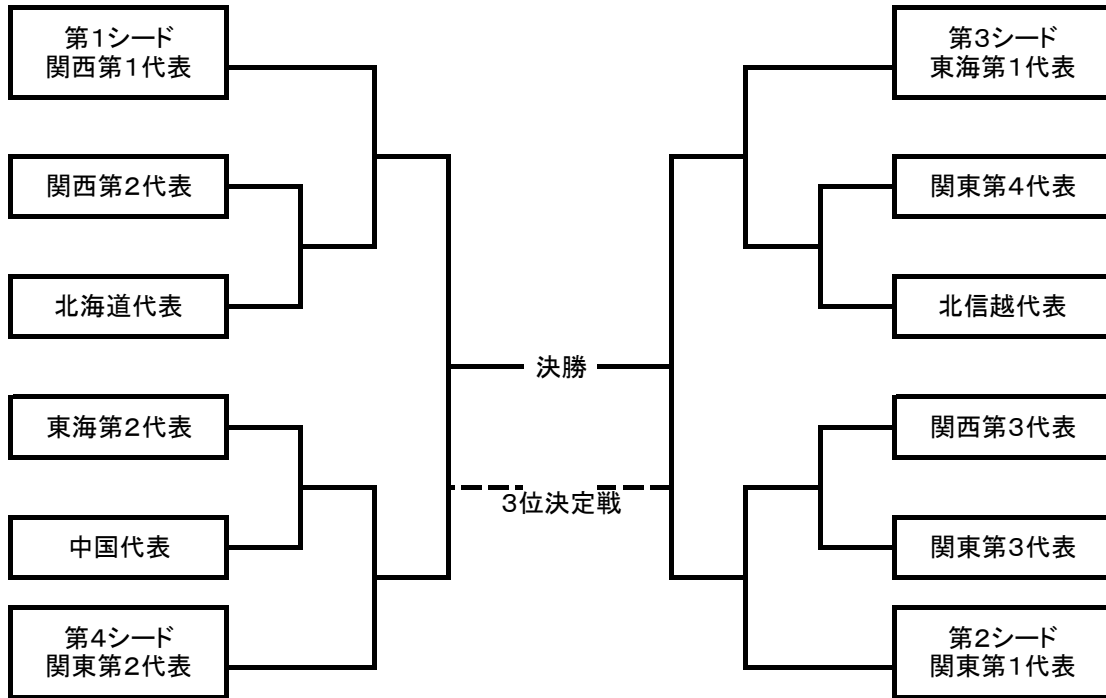 第1シード
関西第1代表
関西第2代表
北海道代表
東海第2代表
中国代表
第4シード
関東第2代表
決勝
3位決定戦
第3シード
東海第1代表
関東第4代表
北信越代表
関西第3代表
関東第3代表
第2シード
関東第1代表